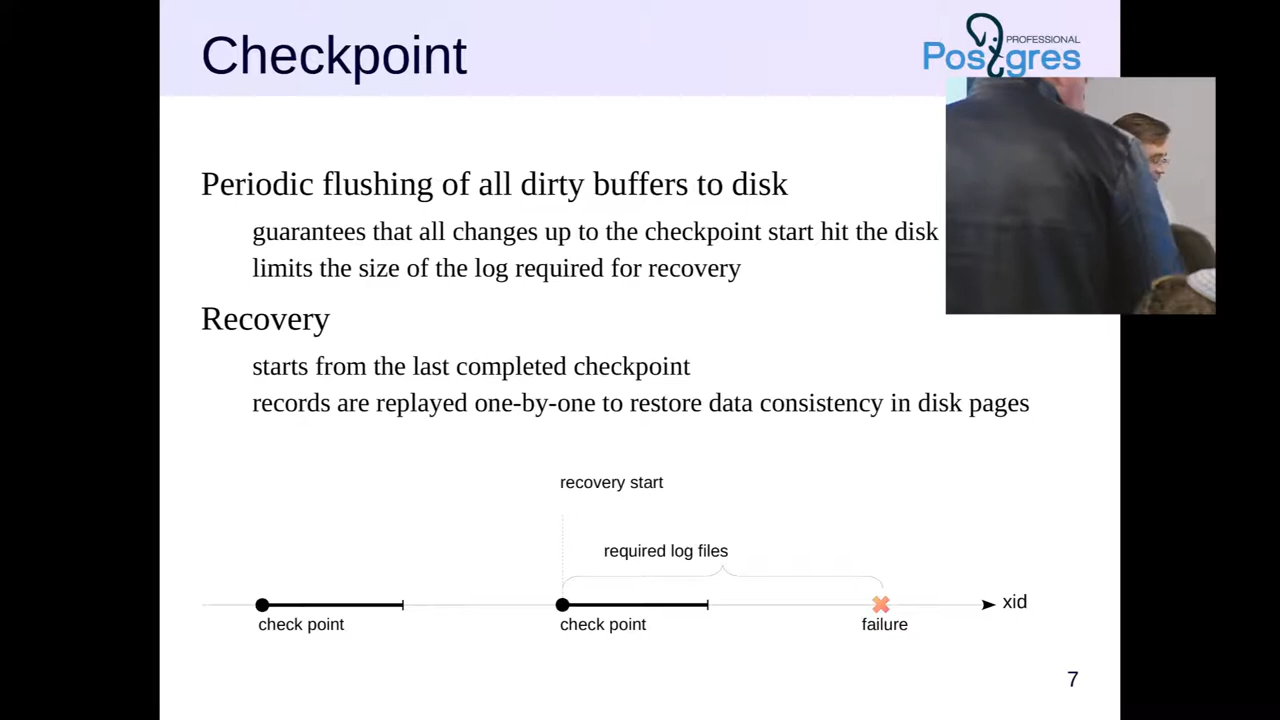 Checkpoint
PROFESSIONAL
Postgres
Periodic flushing of all dirty buffers to disk
guarantees that all changes up to the checkpoint start hit the disk
limits the size of the log required for recovery
Recovery
starts from the last completed checkpoint
records are replayed one-by-one to restore data consistency in disk pages
recovery start
required log files
xid
check point
check point
failure
7